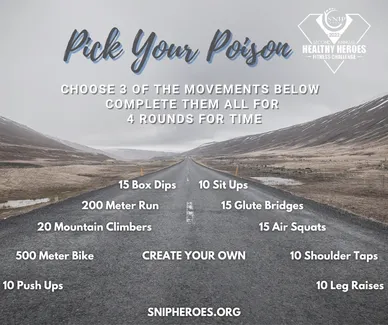 Pick Your Poison
SNIP
HEALTHY HEROES
FITNESS CHALLENGE
CHOOSE 3 OF THE MOVEMENTS BELOW
COMPLETE THEM ALL FOR
4 ROUNDS FOR TIME
15 Box Dips
10 Sit Ups
200 Meter Run
15 Glute Bridges
20 Mountain Climbers
15 Air Squats
500 Meter Bike
CREATE YOUR OWN
10 Shoulder Taps
10 Push Ups
10 Leg Raises
SNIPHEROES.ORG